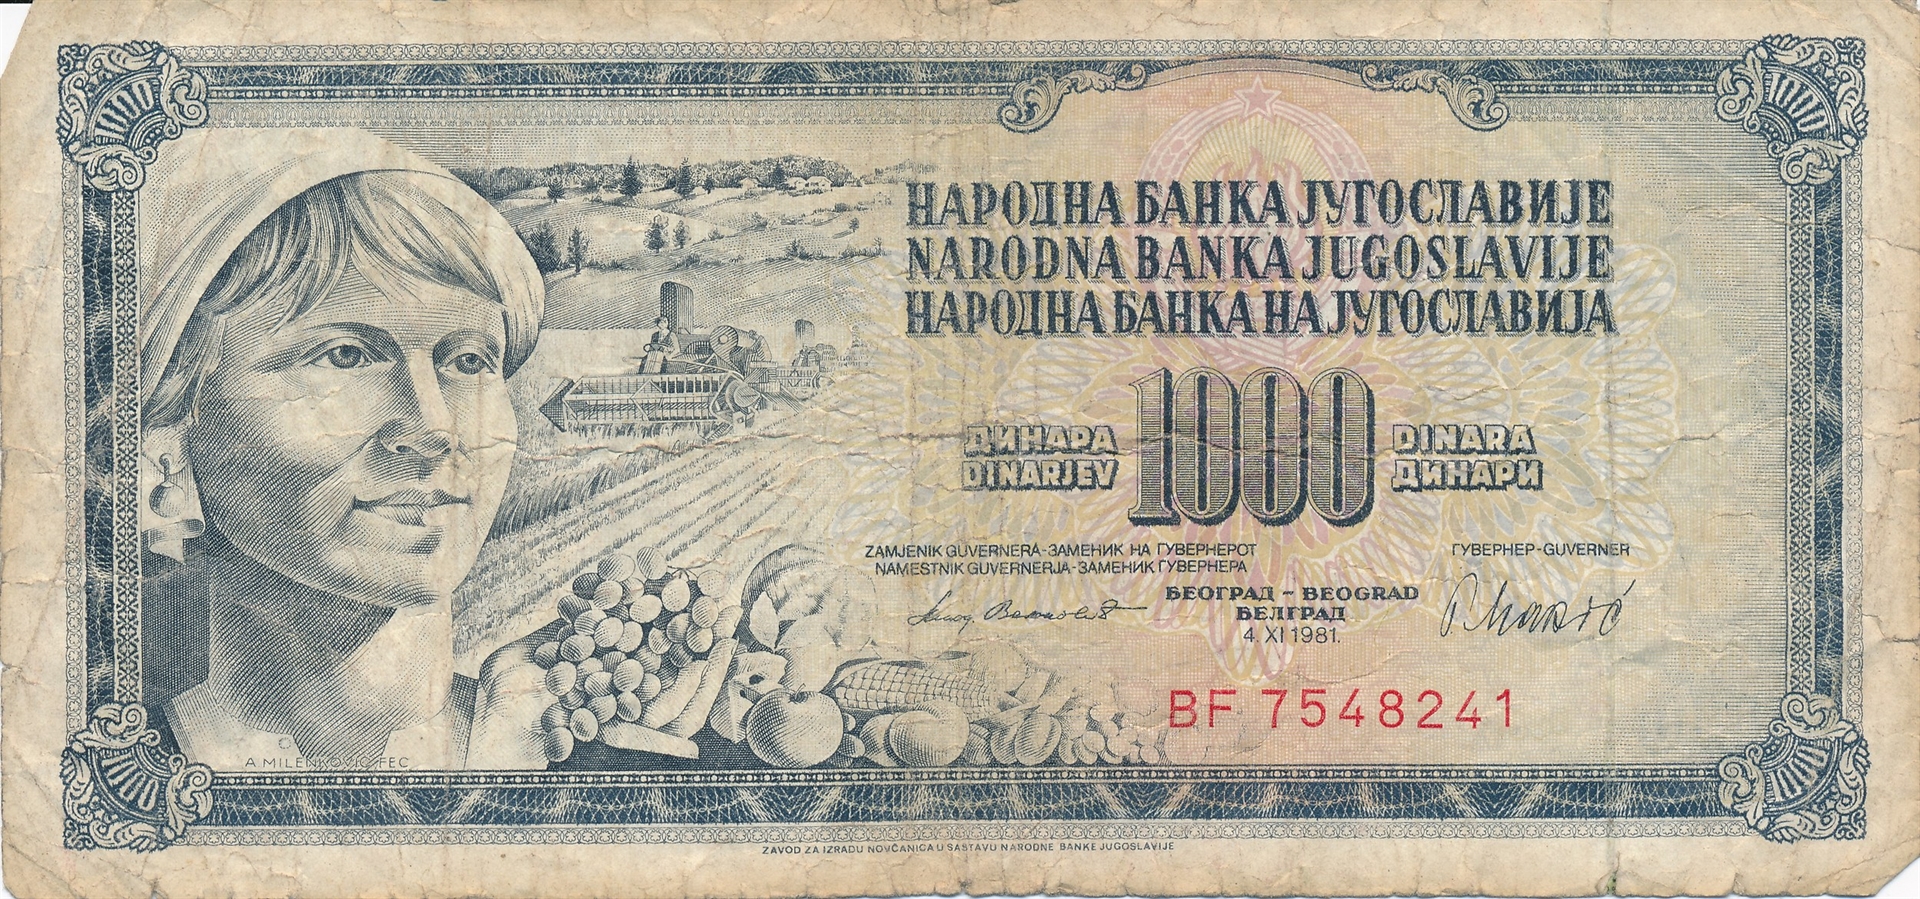 НАРОДНА БАНКА ЈУГОСЛАВИЈЕ
NARODNA BANKA JUGOSLAVIJE
НАРОДНА БАНКА НА ЈУГОСЛАВИЈА
ДИНАРА 1000 DINARA
DINARJEV ДИНАРИ
ZAMJENIK GUVERNERA-ЗАМЕНИК НА ГУВЕРНЕРОТ
NAMESTNIK GUVERNERJA-ЗАМЕНИК ГУВЕРНЕРА
ГУВЕРНЕР-GUVERNER
БЕОГРАД - BEOGRAD
БЕЛГРАД
4. XI 1981.
BF 7548241
A MILENKOVIĆ FEC
ZAVOD ZA IZRADU NOVČANICA U SASTAVU NARODNE BANKE JUGOSLAVIJE